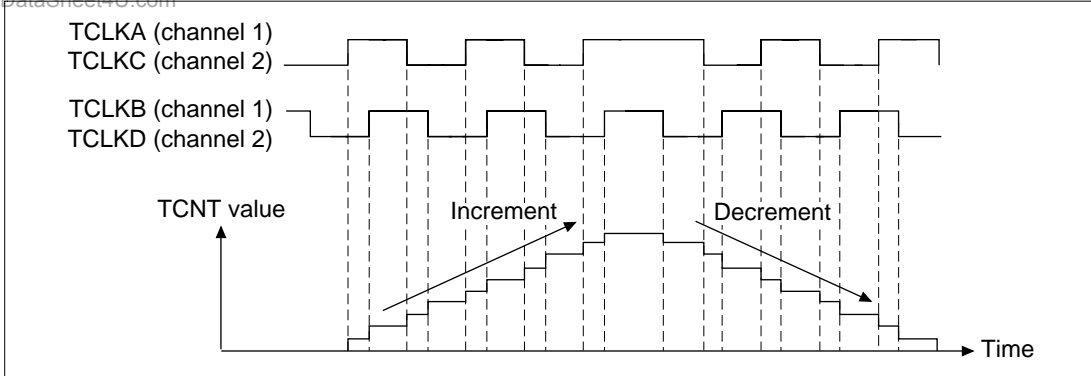 DataSheet4U.com
TCLKA (channel 1)
TCLKC (channel 2)
TCLKB (channel 1)
TCLKD (channel 2)
TCNT value
Increment
Decrement
Time